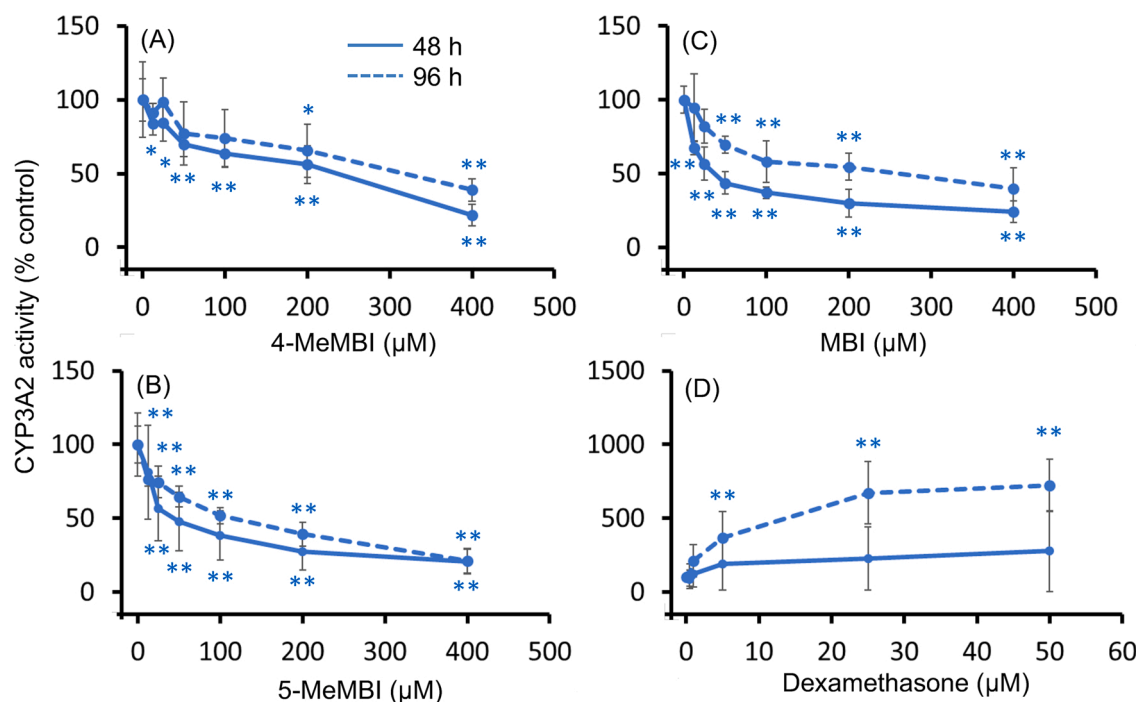 CYP3A2 activity (% control)
(A)
48 h
96 h
150
100
50
0
*
*
*
**
**
**
**
**
0 100 200 300 400 500
4-MeMBI (µM)
(C)
150
100
50
0
** ** ** **
**
**
** ** ** **
0 100 200 300 400 500
MBI (µM)
(B)
150
100
50
0
**
**
**
**
**
**
**
**
**
**
**
0 100 200 300 400 500
5-MeMBI (µM)
(D)
1500
1000
500
0
**
**
**
0 10 20 30 40 50 60
Dexamethasone (µM)